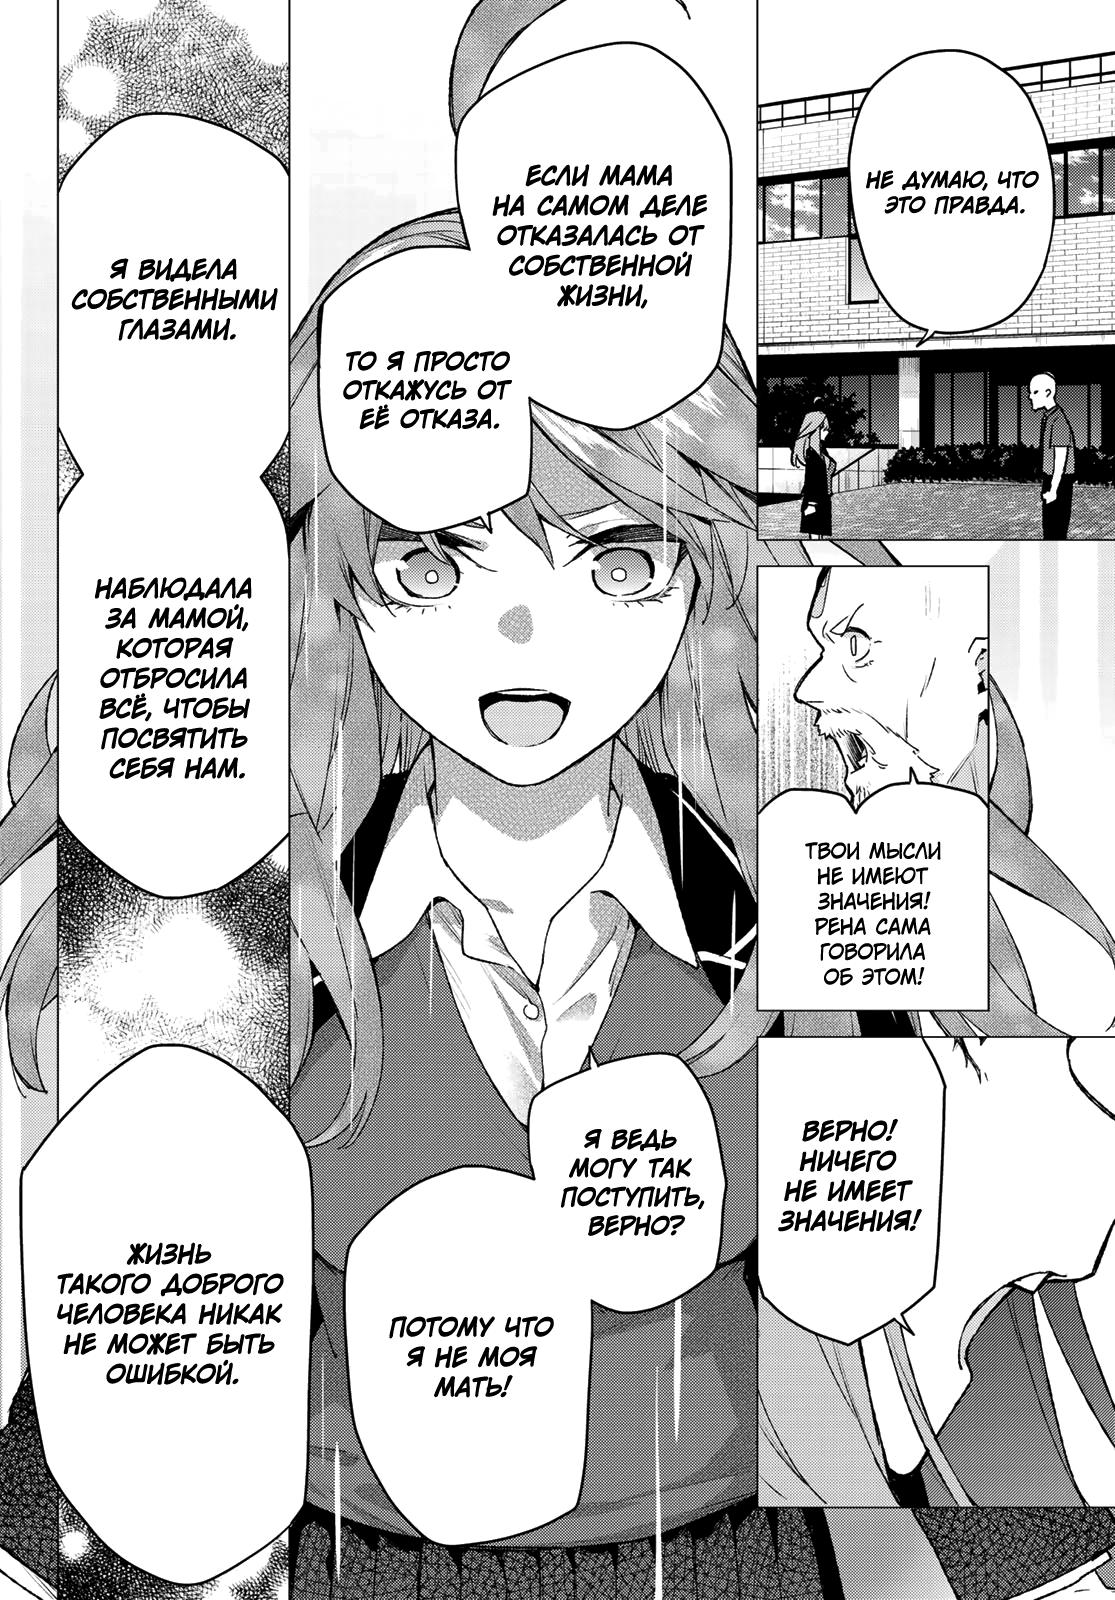 НЕ ДУМАЮ, ЧТО
ЭТО ПРАВДА.
ТВОИ МЫСЛИ
НЕ ИМЕЮТ
ЗНАЧЕНИЯ!
РЕНА САМА
ГОВОРИЛА
ОБ ЭТОМ!
ВЕРНО!
НИЧЕГО
НЕ ИМЕЕТ
ЗНАЧЕНИЯ!
ЕСЛИ МАМА
НА САМОМ ДЕЛЕ
ОТКАЗАЛАСЬ ОТ
СОБСТВЕННОЙ
ЖИЗНИ,
ТО Я ПРОСТО
ОТКАЖУСЬ ОТ
ЕЁ ОТКАЗА.
Я ВЕДЬ
МОГУ ТАК
ПОСТУПИТЬ,
ВЕРНО?
ПОТОМУ ЧТО
Я НЕ МОЯ
МАТЬ!
Я ВИДЕЛА
СОБСТВЕННЫМИ
ГЛАЗАМИ.
НАБЛЮДАЛА
ЗА МАМОЙ,
КОТОРАЯ
ОТБРОСИЛА
ВСЁ, ЧТОБЫ
ПОСВЯТИТЬ
СЕБЯ НАМ.
ЖИЗНЬ
ТАКОГО ДОБРОГО
ЧЕЛОВЕКА НИКАК
НЕ МОЖЕТ БЫТЬ
ОШИБКОЙ.